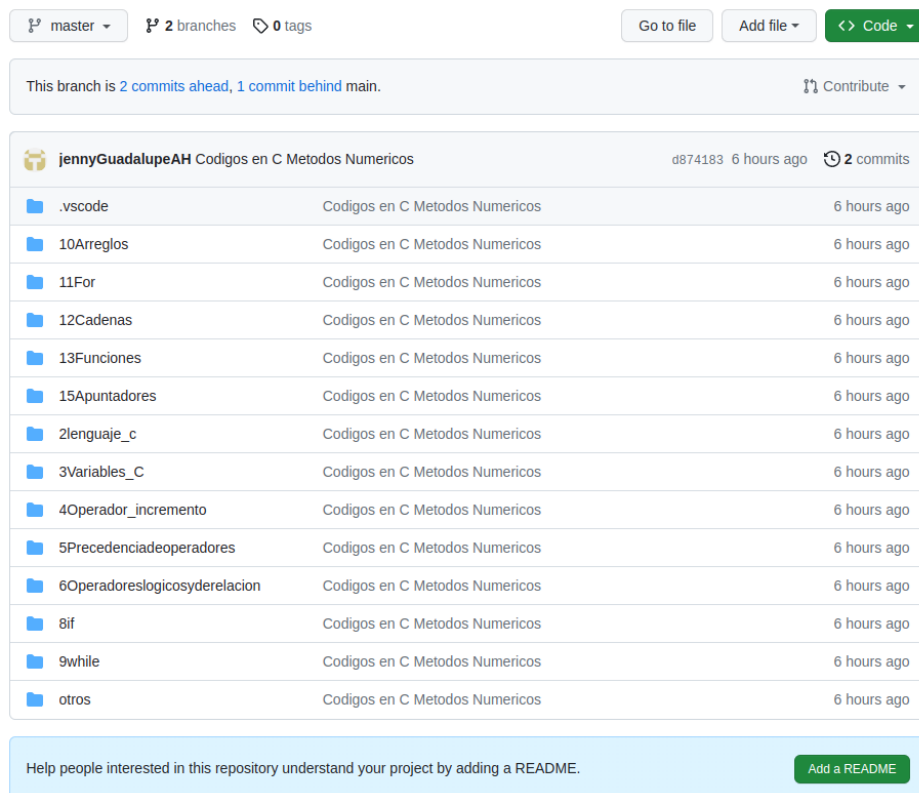 master 2 branches 0 tags Go to file Add file <> Code
This branch is 2 commits ahead, 1 commit behind main. Contribute
jennyGuadalupeAH Codigos en C Metodos Numericos d874183 6 hours ago 2 commits
.vscode Codigos en C Metodos Numericos 6 hours ago
10Arreglos Codigos en C Metodos Numericos 6 hours ago
11For Codigos en C Metodos Numericos 6 hours ago
12Cadenas Codigos en C Metodos Numericos 6 hours ago
13Funciones Codigos en C Metodos Numericos 6 hours ago
15Apuntadores Codigos en C Metodos Numericos 6 hours ago
2lenguaje_c Codigos en C Metodos Numericos 6 hours ago
3Variables_C Codigos en C Metodos Numericos 6 hours ago
4Operador_incremento Codigos en C Metodos Numericos 6 hours ago
5Precedenciadeoperadores Codigos en C Metodos Numericos 6 hours ago
6Operadoreslogicosyderelacion Codigos en C Metodos Numericos 6 hours ago
8if Codigos en C Metodos Numericos 6 hours ago
9while Codigos en C Metodos Numericos 6 hours ago
otros Codigos en C Metodos Numericos 6 hours ago
Help people interested in this repository understand your project by adding a README. Add a README